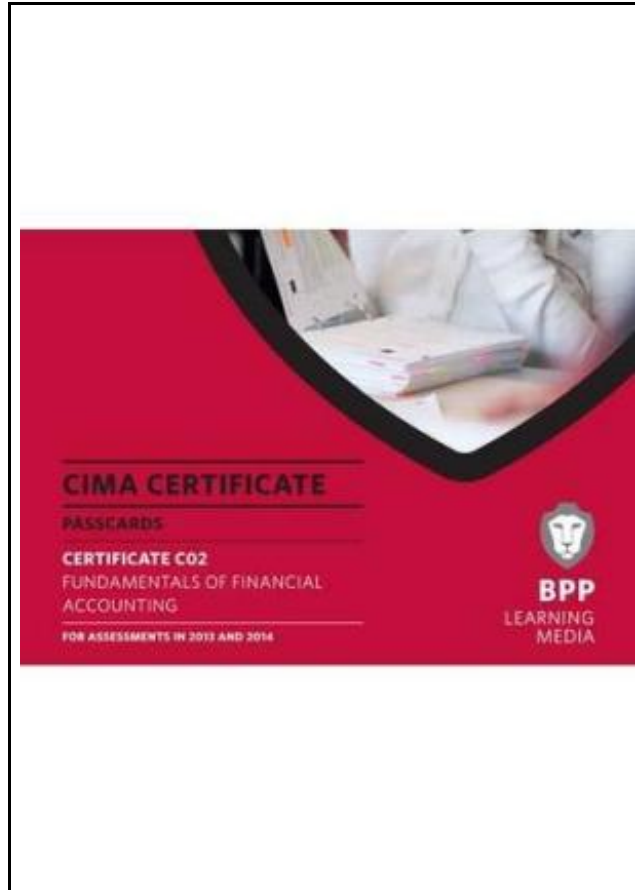 CIMA CERTIFICATE
PASSCARDS
CERTIFICATE C02
FUNDAMENTALS OF FINANCIAL
ACCOUNTING
FOR ASSESSMENTS IN 2013 AND 2014
BPP
LEARNING
MEDIA